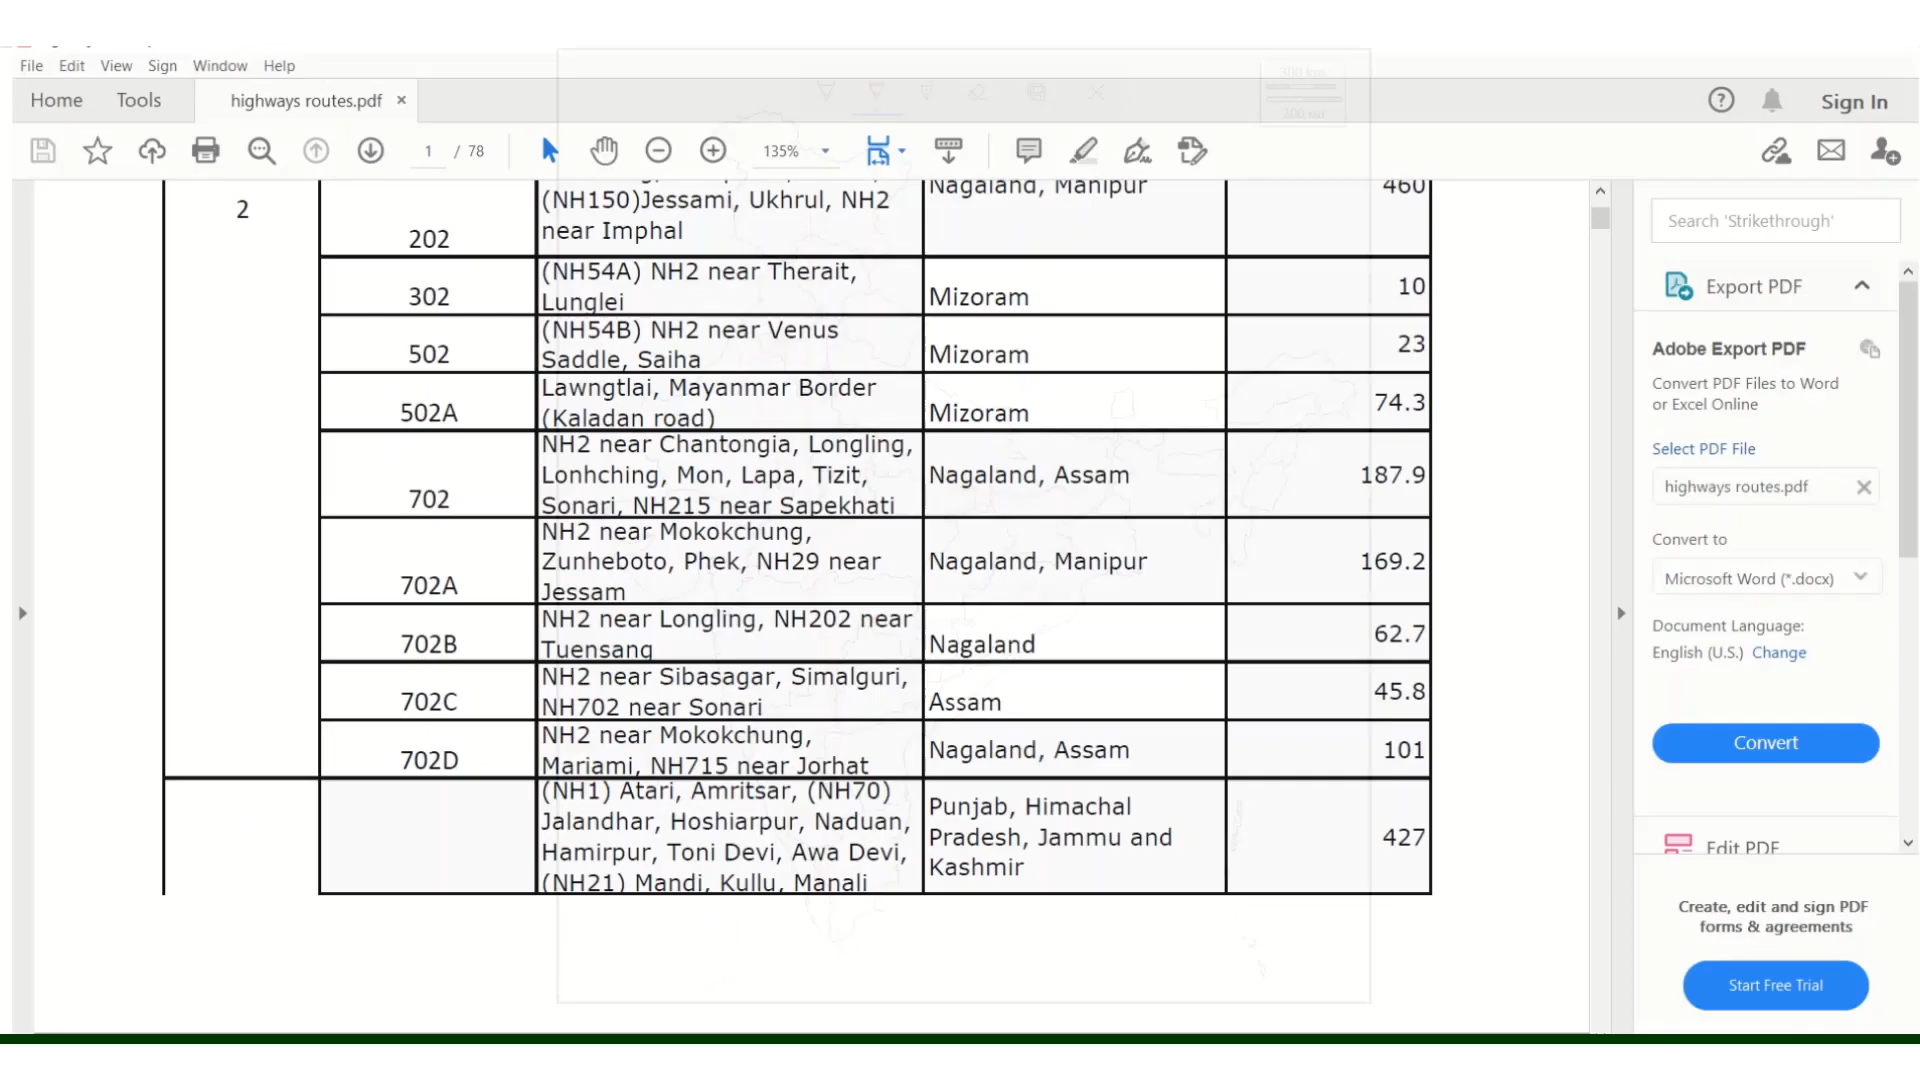 File Edit View Sign Window Help
Home Tools highways routes.pdf × Sign In
1 / 78 135%
2
202
(NH150)Jessami, Ukhrul, NH2
near Imphal
Nagaland, Manipur
460
302
(NH54A) NH2 near Therait,
Lunglei
Mizoram
10
502
(NH54B) NH2 near Venus
Saddle, Saiha
Mizoram
23
502A
Lawngtlai, Mayanmar Border
(Kaladan road)
Mizoram
74.3
702
NH2 near Chantongia, Longling,
Lonhching, Mon, Lapa, Tizit,
Sonari, NH215 near Sapekhati
Nagaland, Assam
187.9
702A
NH2 near Mokokchung,
Zunheboto, Phek, NH29 near
Jessam
Nagaland, Manipur
169.2
702B
NH2 near Longling, NH202 near
Tuensang
Nagaland
62.7
702C
NH2 near Sibasagar, Simalguri,
NH702 near Sonari
Assam
45.8
702D
NH2 near Mokokchung,
Mariami, NH715 near Jorhat
Nagaland, Assam
101
(NH1) Atari, Amritsar, (NH70)
Jalandhar, Hoshiarpur, Naduan,
Hamirpur, Toni Devi, Awa Devi,
(NH21) Mandi, Kullu, Manali
Punjab, Himachal
Pradesh, Jammu and
Kashmir
427
Search 'Strikethrough'
Export PDF
Adobe Export PDF
Convert PDF Files to Word
or Excel Online
Select PDF File
highways routes.pdf
Convert to
Microsoft Word (*.docx)
Document Language:
English (U.S.) Change
Convert
Edit PDF
Create, edit and sign PDF
forms & agreements
Start Free Trial